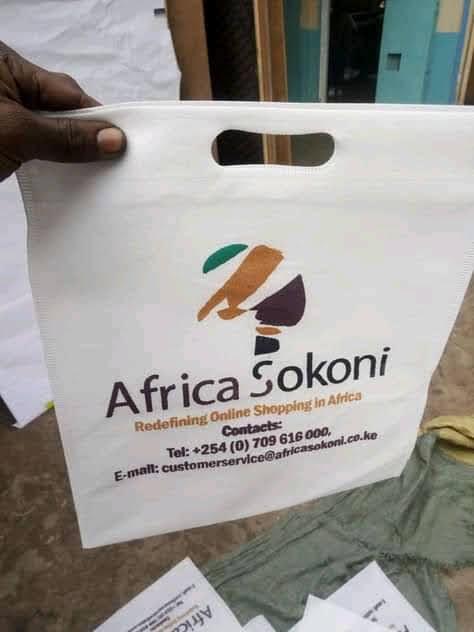 Africa Sokoni
Redefining Online Shopping in Africa
Contacts:
Tel: +254 (0) 709 616 000,
E-mail: customerservice@africasokoni.co.ke
Africa